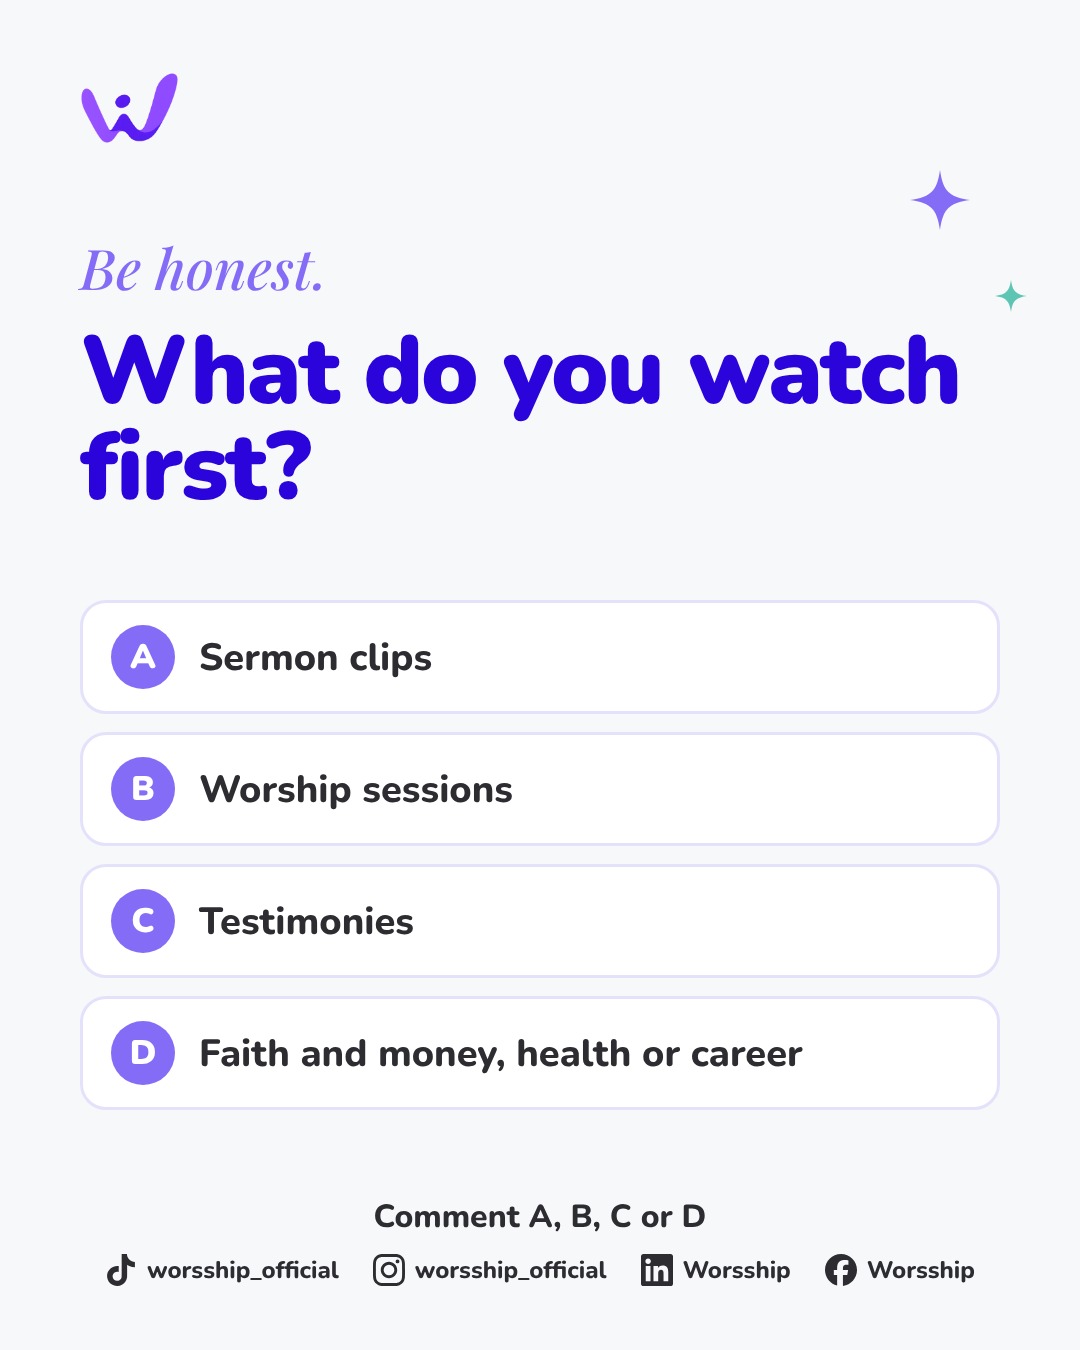 Be honest.
What do you watch
first?
A Sermon clips
B Worship sessions
C Testimonies
D Faith and money, health or career
Comment A, B, C or D
worsship_official worsship_official Worsship Worsship